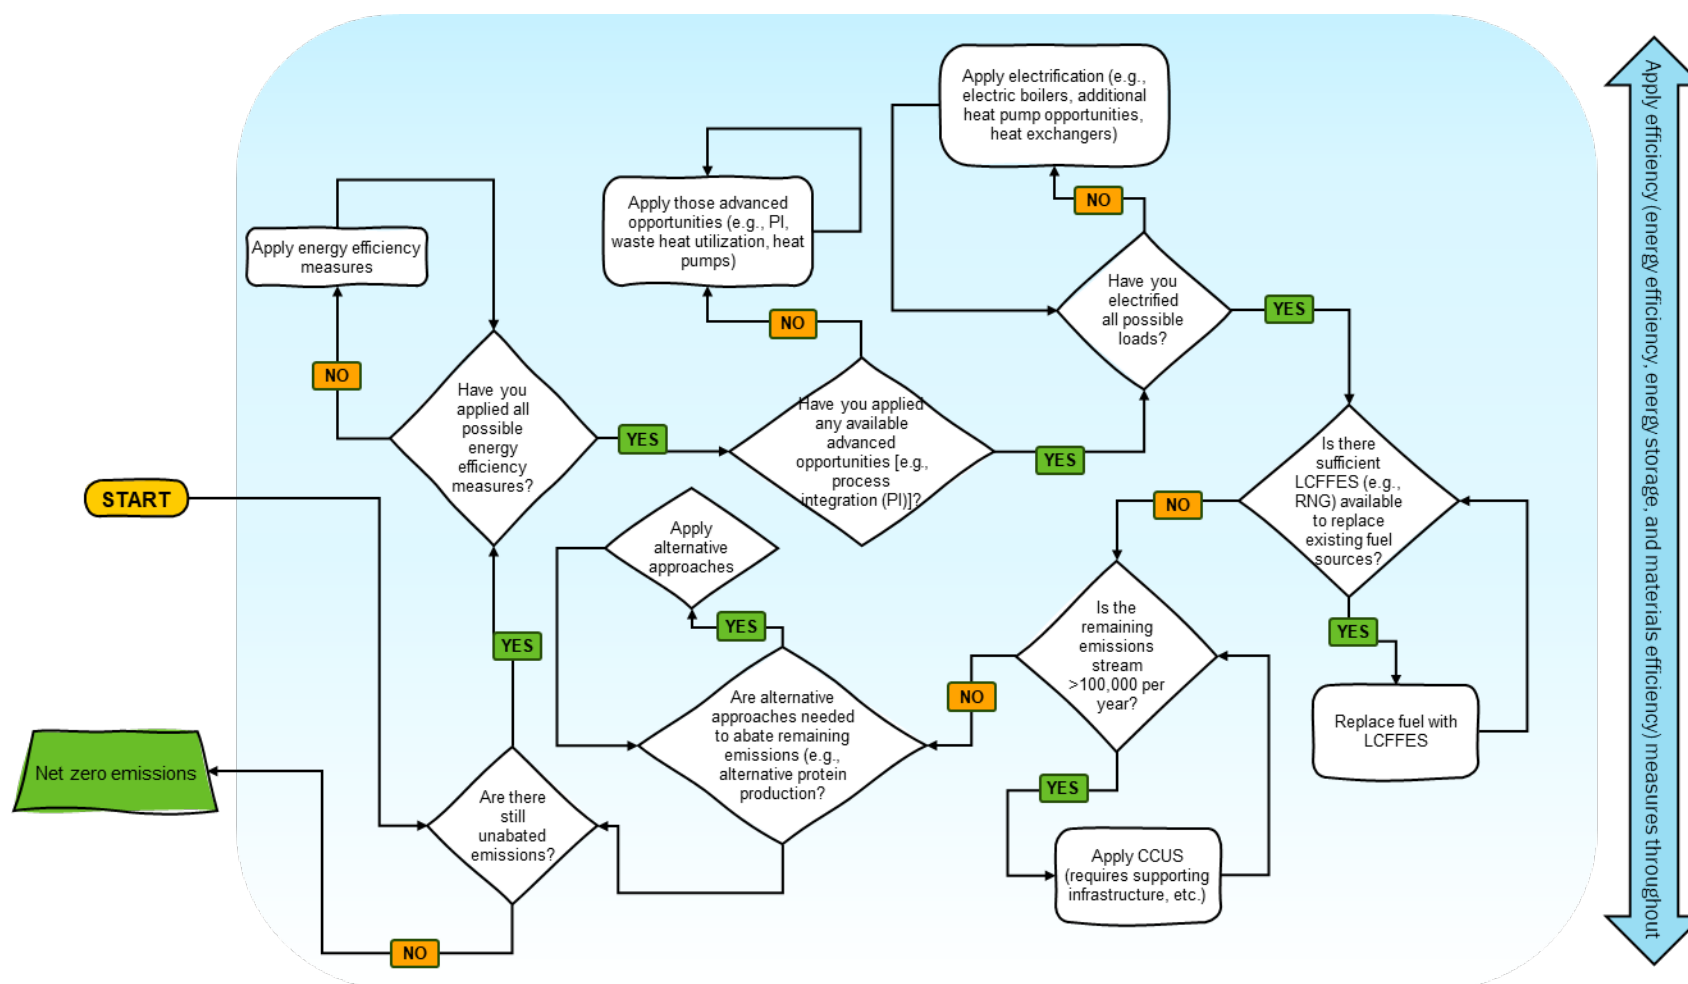 START
Are there
still
unabated
emissions?
NO
Net zero emissions
YES
Have you
applied all
possible
energy
efficiency
measures?
NO
Apply energy efficiency
measures
YES
Have you applied
any available
advanced
opportunities [e.g.,
process
integration (PI)]?
NO
Apply those advanced
opportunities (e.g., PI,
waste heat utilization, heat
pumps)
YES
Have you
electrified
all possible
loads?
NO
Apply electrification (e.g.,
electric boilers, additional
heat pump opportunities,
heat exchangers)
YES
Is there
sufficient
LCFFES (e.g.,
RNG) available
to replace
existing fuel
sources?
YES
Replace fuel with
LCFFES
NO
Is the
remaining
emissions
stream
>100,000 per
year?
YES
Apply CCUS
(requires supporting
infrastructure, etc.)
NO
Are alternative
approaches needed
to abate remaining
emissions (e.g.,
alternative protein
production?
YES
Apply
alternative
approaches
Apply efficiency (energy efficiency, energy storage, and materials efficiency) measures throughout